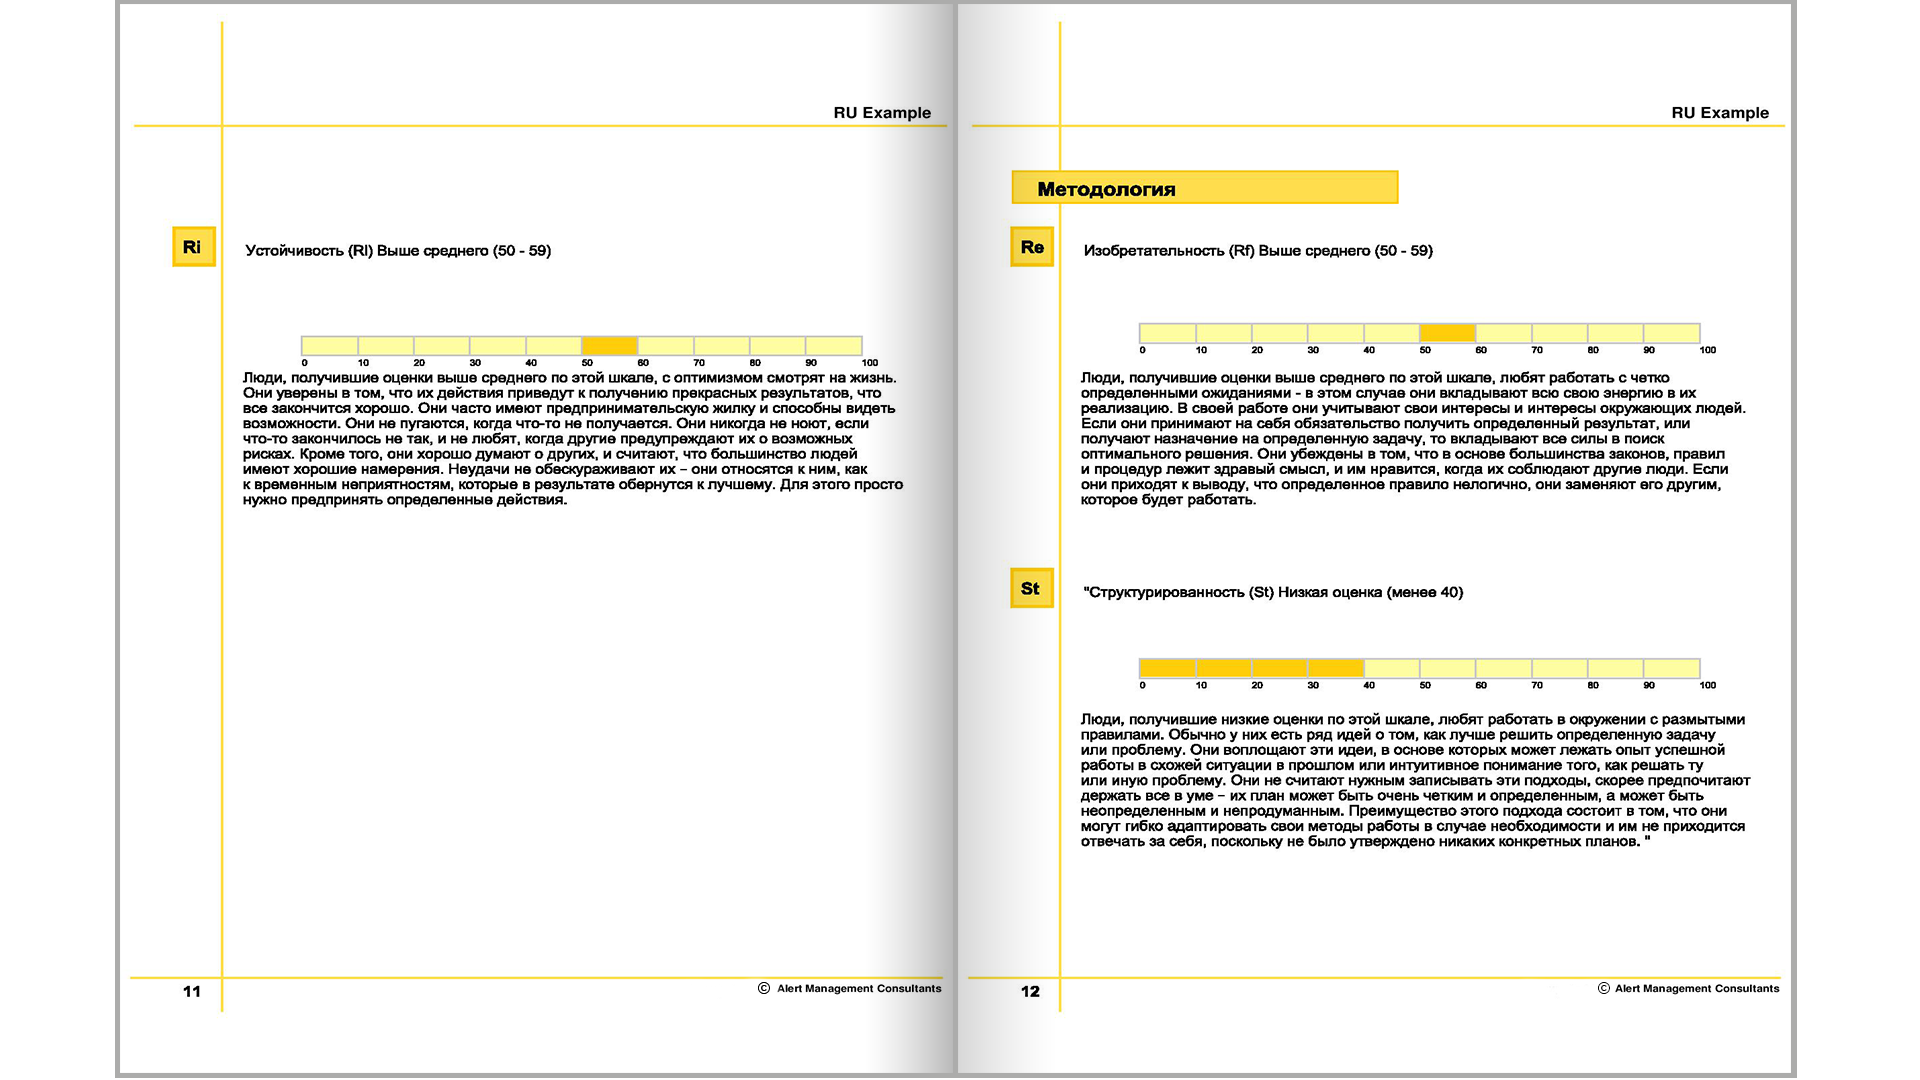 RU Example
Ri
Устойчивость (RI) Выше среднего (50 - 59)
0 10 20 30 40 50 60 70 80 90 100
Люди, получившие оценки выше среднего по этой шкале, с оптимизмом смотрят на жизнь.
Они уверены в том, что их действия приведут к получению прекрасных результатов, что
все закончится хорошо. Они часто имеют предпринимательскую жилку и способны видеть
возможности. Они не пугаются, когда что-то не получается. Они никогда не ноют, если
что-то закончилось не так, и не любят, когда другие предупреждают их о возможных
рисках. Кроме того, они хорошо думают о других, и считают, что большинство людей
имеют хорошие намерения. Неудачи не обескураживают их – они относятся к ним, как
к временным неприятностям, которые в результате обернутся к лучшему. Для этого просто
нужно предпринять определенные действия.
11
© Alert Management Consultants
RU Example
Методология
Re
Изобретательность (Rf) Выше среднего (50 - 59)
0 10 20 30 40 50 60 70 80 90 100
Люди, получившие оценки выше среднего по этой шкале, любят работать с четко
определенными ожиданиями - в этом случае они вкладывают всю свою энергию в их
реализацию. В своей работе они учитывают свои интересы и интересы окружающих людей.
Если они принимают на себя обязательство получить определенный результат, или
получают назначение на определенную задачу, то вкладывают все силы в поиск
оптимального решения. Они убеждены в том, что в основе большинства законов, правил
и процедур лежит здравый смысл, и им нравится, когда их соблюдают другие люди. Если
они приходят к выводу, что определенное правило нелогично, они заменяют его другим,
которое будет работать.
St
"Структурированность (St) Низкая оценка (менее 40)
0 10 20 30 40 50 60 70 80 90 100
Люди, получившие низкие оценки по этой шкале, любят работать в окружении с размытыми
правилами. Обычно у них есть ряд идей о том, как лучше решить определенную задачу
или проблему. Они воплощают эти идеи, в основе которых может лежать опыт успешной
работы в схожей ситуации в прошлом или интуитивное понимание того, как решать ту
или иную проблему. Они не считают нужным записывать эти подходы, скорее предпочитают
держать все в уме – их план может быть очень четким и определенным, а может быть
неопределенным и непродуманным. Преимущество этого подхода состоит в том, что они
могут гибко адаптировать свои методы работы в случае необходимости и им не приходится
отвечать за себя, поскольку не было утверждено никаких конкретных планов. "
12
© Alert Management Consultants